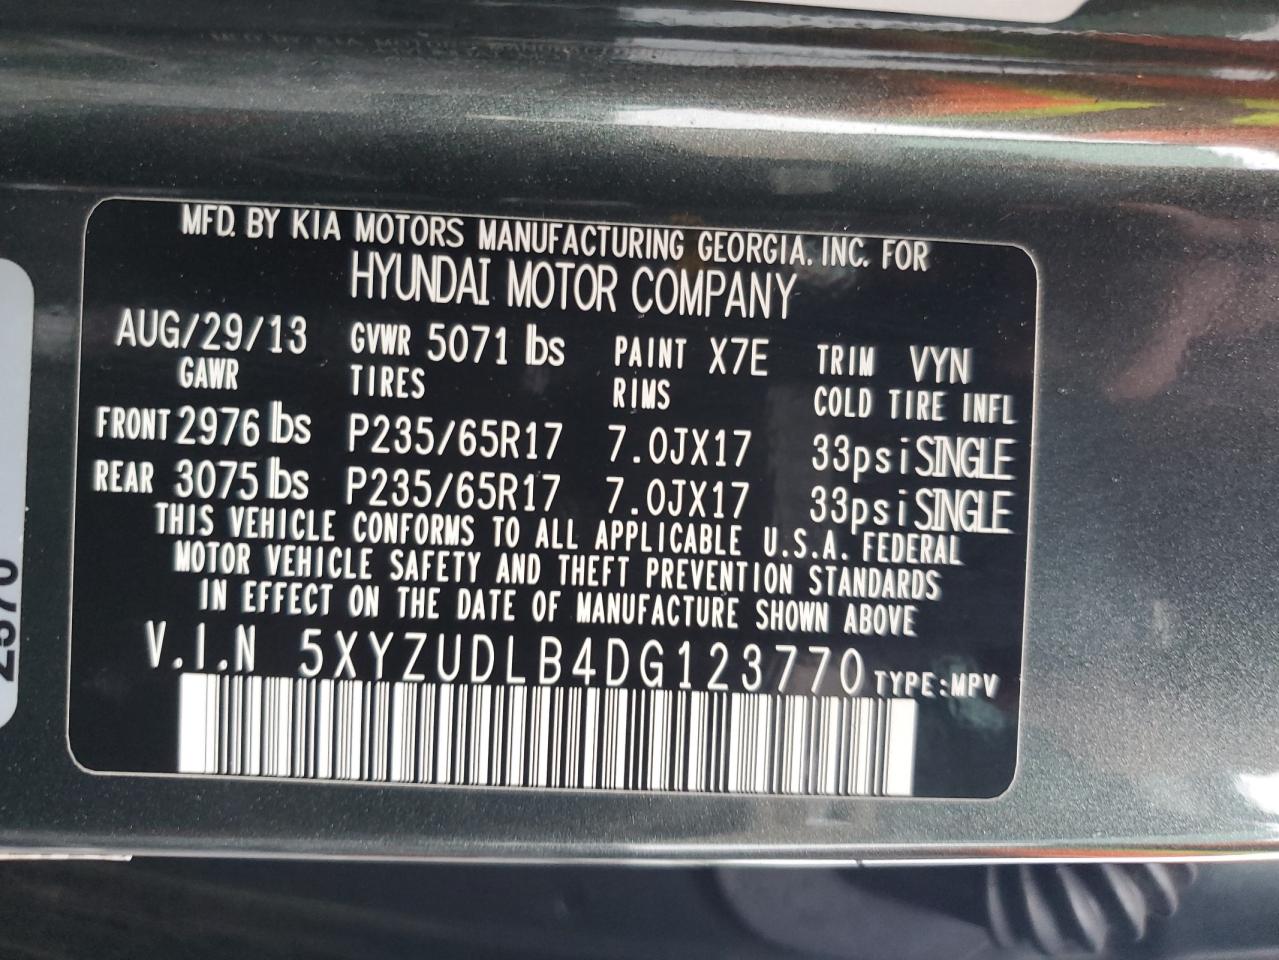 MFD. BY KIA MOTORS MANUFACTURING GEORGIA, INC. FOR
HYUNDAI MOTOR COMPANY
AUG/29/13 GVWR 5071 lbs PAINT X7E TRIM VYN
GAWR TIRES RIMS COLD TIRE INFL
FRONT 2976 lbs P235/65R17 7.0JX17 33psi SINGLE
REAR 3075 lbs P235/65R17 7.0JX17 33psi SINGLE
THIS VEHICLE CONFORMS TO ALL APPLICABLE U.S.A. FEDERAL
MOTOR VEHICLE SAFETY AND THEFT PREVENTION STANDARDS
IN EFFECT ON THE DATE OF MANUFACTURE SHOWN ABOVE
V.I.N 5XYZUDLB4DG123770 TYPE:MPV